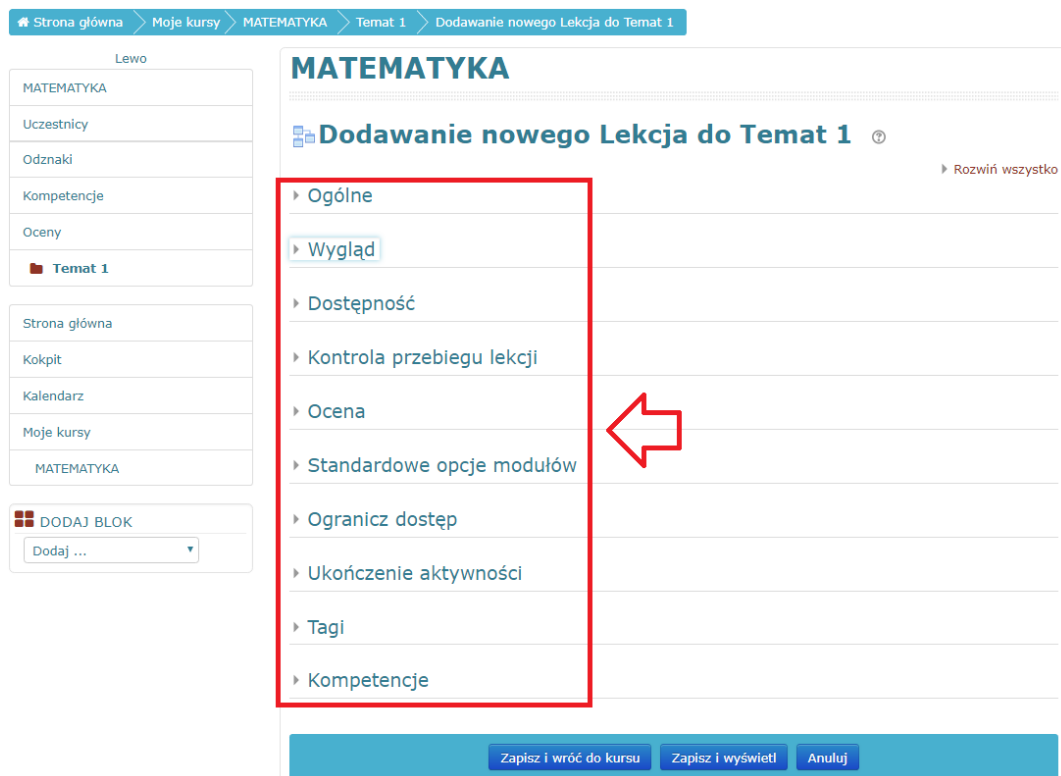 Strona główna Moje kursy MATEMATYKA Temat 1 Dodawanie nowego Lekcja do Temat 1
Lewo
MATEMATYKA
Uczestnicy
Odznaki
Kompetencje
Oceny
Temat 1
Strona główna
Kokpit
Kalendarz
Moje kursy
MATEMATYKA
DODAJ BLOK
Dodaj ...
MATEMATYKA
Dodawanie nowego Lekcja do Temat 1
Rozwiń wszystko
Ogólne
Wygląd
Dostępność
Kontrola przebiegu lekcji
Ocena
Standardowe opcje modułów
Ogranicz dostęp
Ukończenie aktywności
Tagi
Kompetencje
Zapisz i wróć do kursu Zapisz i wyświetl Anuluj